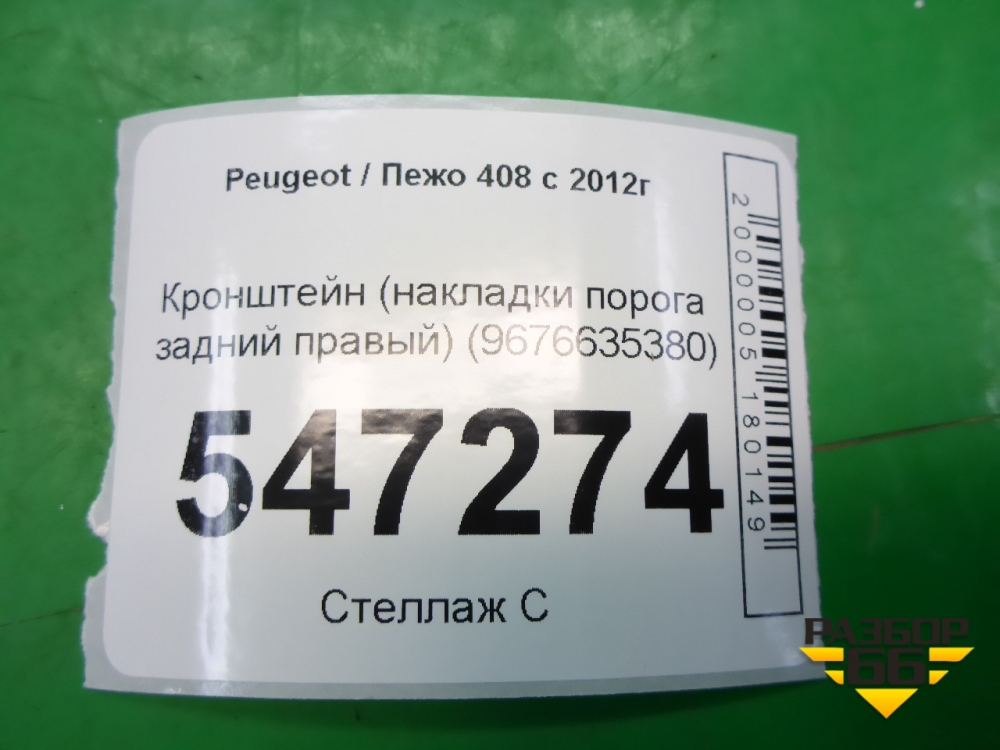 Peugeot / Пежо 408 с 2012г
Кронштейн (накладки порога
задний правый) (9676635380)
547274
Стеллаж С
2000005180149
РАЗБОР
66